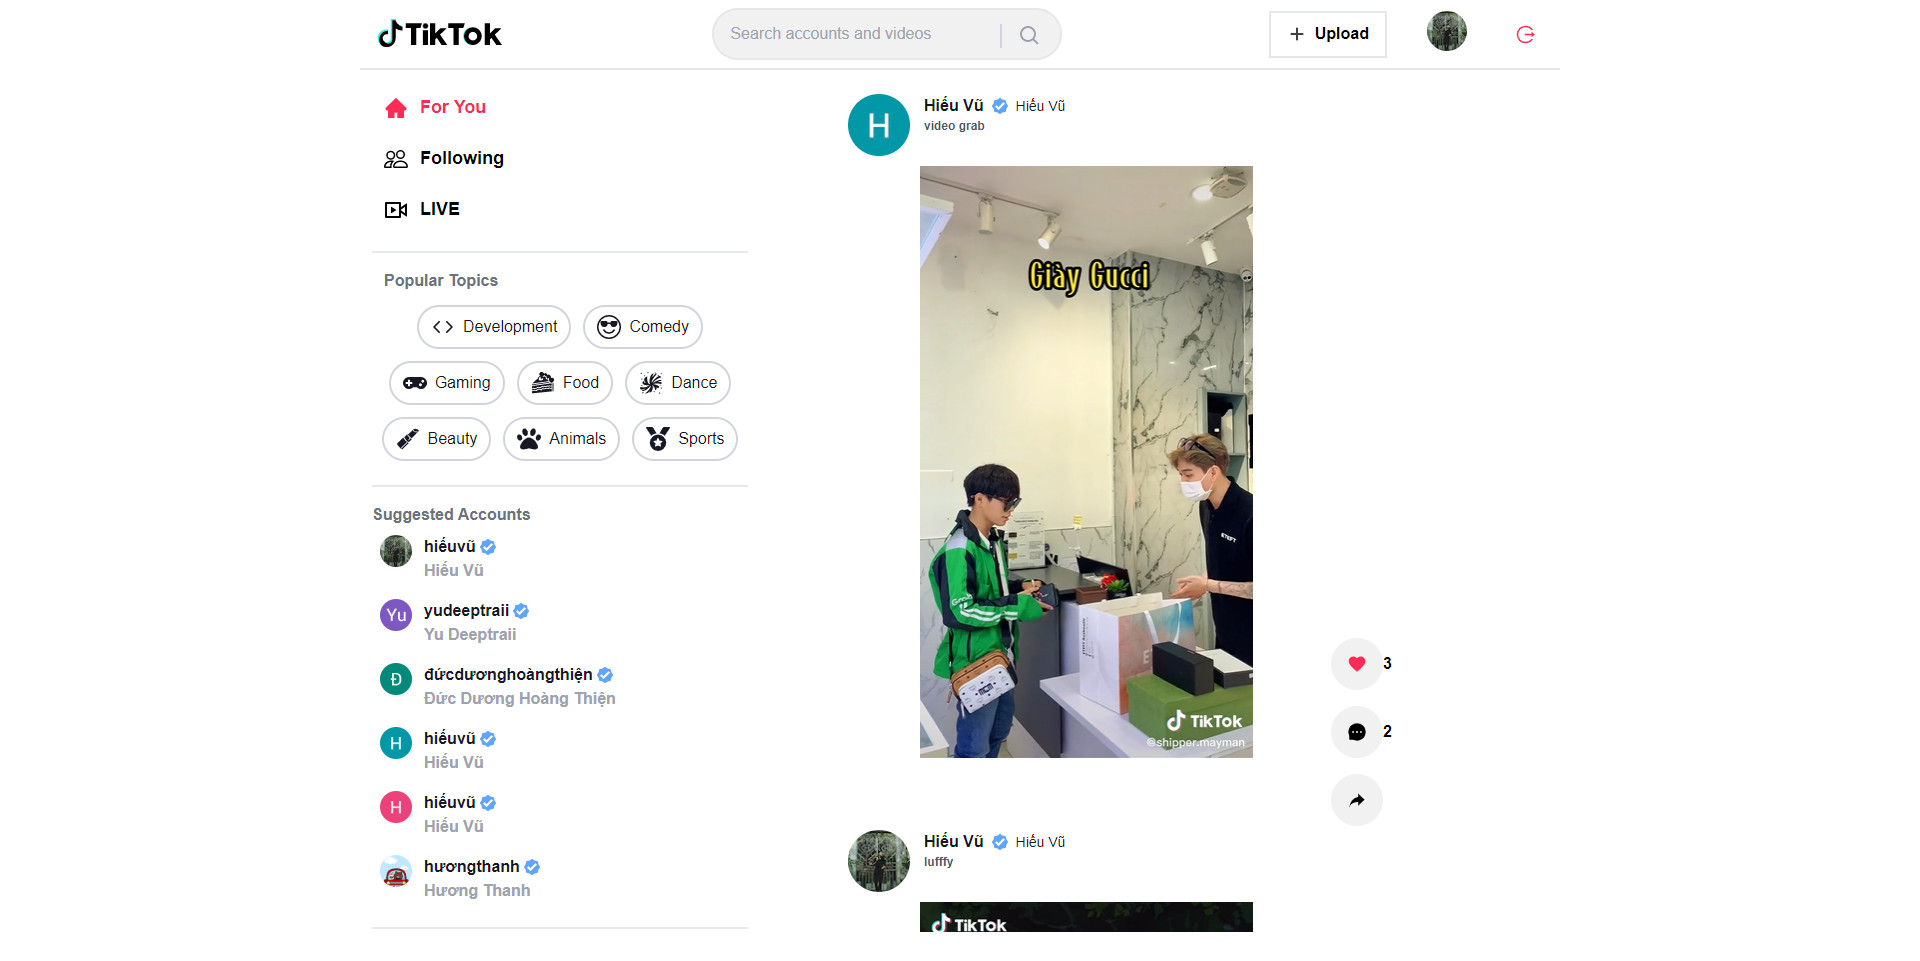 TikTok
Search accounts and videos
Upload
For You
Following
LIVE
Popular Topics
Development
Comedy
Gaming
Food
Dance
Beauty
Animals
Sports
Suggested Accounts
hiếuvũ
Hiếu Vũ
Yu
yudeeptraii
Yu Deeptraii
Đ
đứcdươnghoàngthiện
Đức Dương Hoàng Thiện
H
hiếuvũ
Hiếu Vũ
H
hiếuvũ
Hiếu Vũ
hươngthanh
Hương Thanh
H
Hiếu Vũ Hiếu Vũ
video grab
Giày Gucci
Grab
TikTok
@shipper.mayman
3
2
Hiếu Vũ Hiếu Vũ
lufffy
TikTok